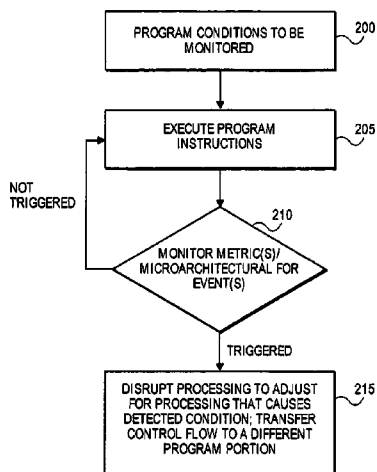 PROGRAM CONDITIONS TO BE
MONITORED
200
EXECUTE PROGRAM
INSTRUCTIONS
205
NOT
TRIGGERED
210
MONITOR METRIC(S)/
MICROARCHITECTURAL FOR
EVENT(S)
TRIGGERED
DISRUPT PROCESSING TO ADJUST
FOR PROCESSING THAT CAUSES
DETECTED CONDITION; TRANSFER
CONTROL FLOW TO A DIFFERENT
PROGRAM PORTION
215